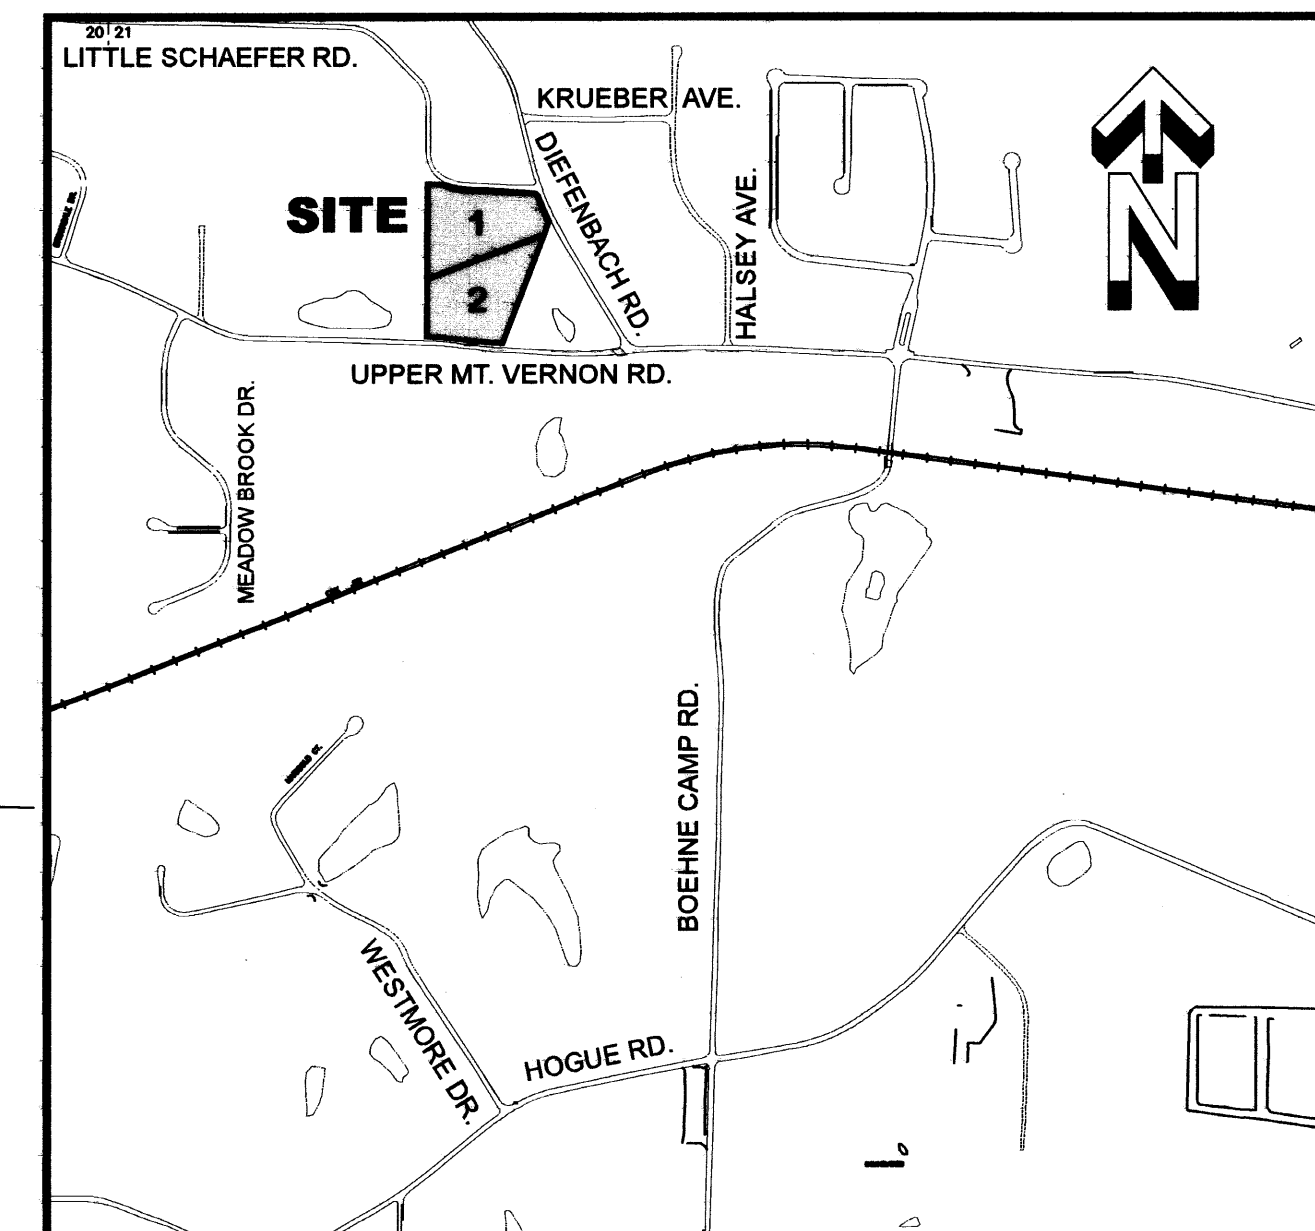 20 21
LITTLE SCHAEFER RD.
KRUEBER AVE.
DIEFENBACH RD.
HALSEY AVE.
SITE
1
2
N
UPPER MT. VERNON RD.
MEADOW BROOK DR.
BOEHNE CAMP RD.
WESTMORE DR.
HOGUE RD.